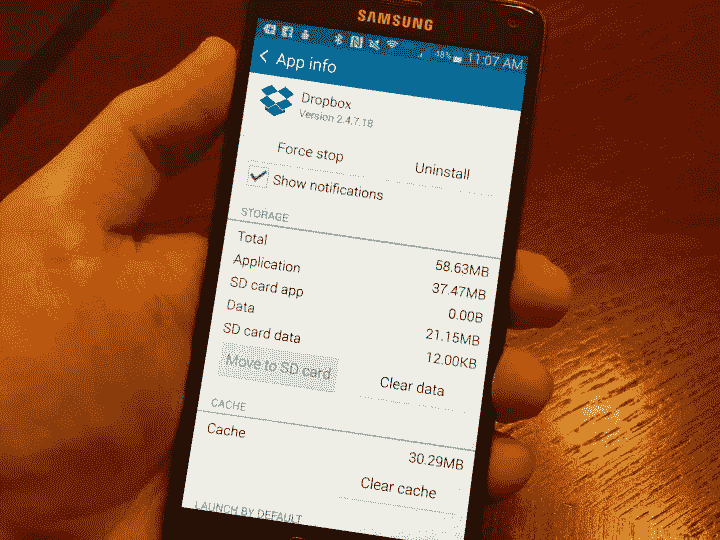 SAMSUNG
48% 11:07 AM
App info
Dropbox
Version 2.4.7.18
Force stop Uninstall
Show notifications
STORAGE
Total 58.63MB
Application 37.47MB
SD card app 0.00B
Data 21.15MB
SD card data 12.00KB
Move to SD card Clear data
CACHE
Cache 30.29MB
Clear cache
LAUNCH BY DEFAULT